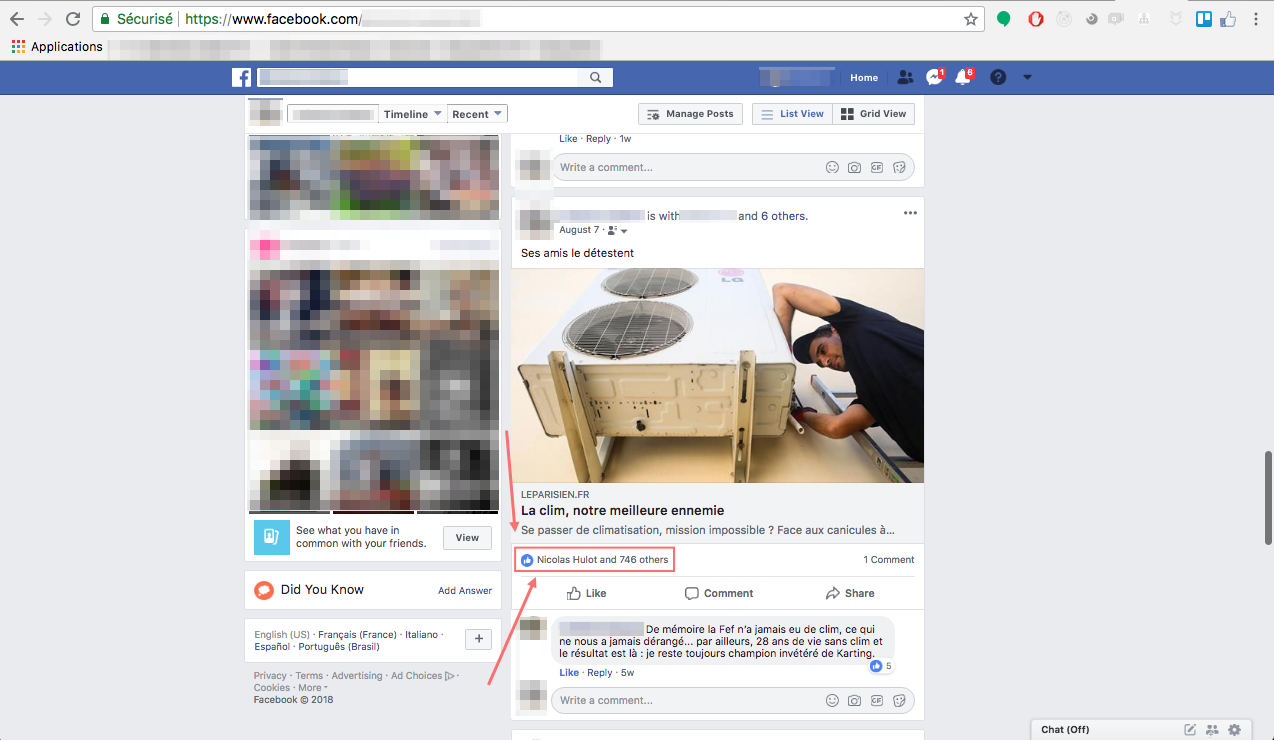 Sécurisé https://www.facebook.com/
Applications
Home
1
6
Timeline
Recent
Manage Posts
List View
Grid View
Like · Reply · 1w
Write a comment...
GIF
is with and 6 others.
August 7 ·
Ses amis le détestent
LG
LEPARISIEN.FR
La clim, notre meilleure ennemie
Se passer de climatisation, mission impossible ? Face aux canicules à...
Nicolas Hulot and 746 others
1 Comment
Like
Comment
Share
De mémoire la Fef n'a jamais eu de clim, ce qui
ne nous a jamais dérangé... par ailleurs, 28 ans de vie sans clim et
le résultat est là : je reste toujours champion invétéré de Karting.
5
Like · Reply · 5w
Write a comment...
GIF
See what you have in
common with your friends.
View
Did You Know
Add Answer
English (US) · Français (France) · Italiano ·
Español · Português (Brasil)
+
Privacy · Terms · Advertising · Ad Choices ·
Cookies · More
Facebook © 2018
Chat (Off)